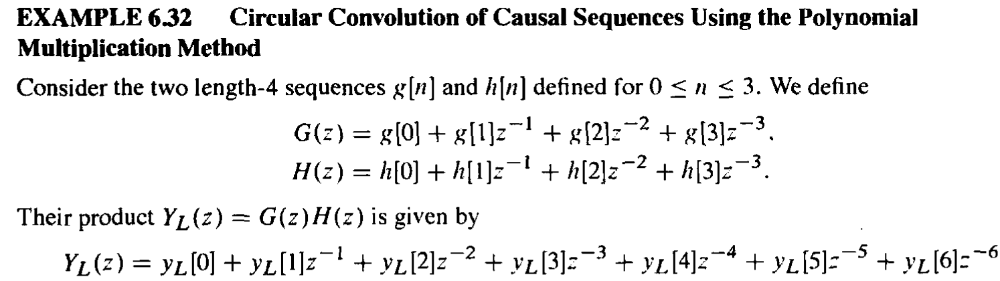 EXAMPLE 6.32 Circular Convolution of Causal Sequences Using the Polynomial
Multiplication Method
Consider the two length-4 sequences g[n] and h[n] defined for 0 ≤ n ≤ 3. We define
G(z) = g[0] + g[1]z⁻¹ + g[2]z⁻² + g[3]z⁻³.
H(z) = h[0] + h[1]z⁻¹ + h[2]z⁻² + h[3]z⁻³.
Their product Y_L(z) = G(z)H(z) is given by
Y_L(z) = y_L[0] + y_L[1]z⁻¹ + y_L[2]z⁻² + y_L[3]z⁻³ + y_L[4]z⁻⁴ + y_L[5]z⁻⁵ + y_L[6]z⁻⁶